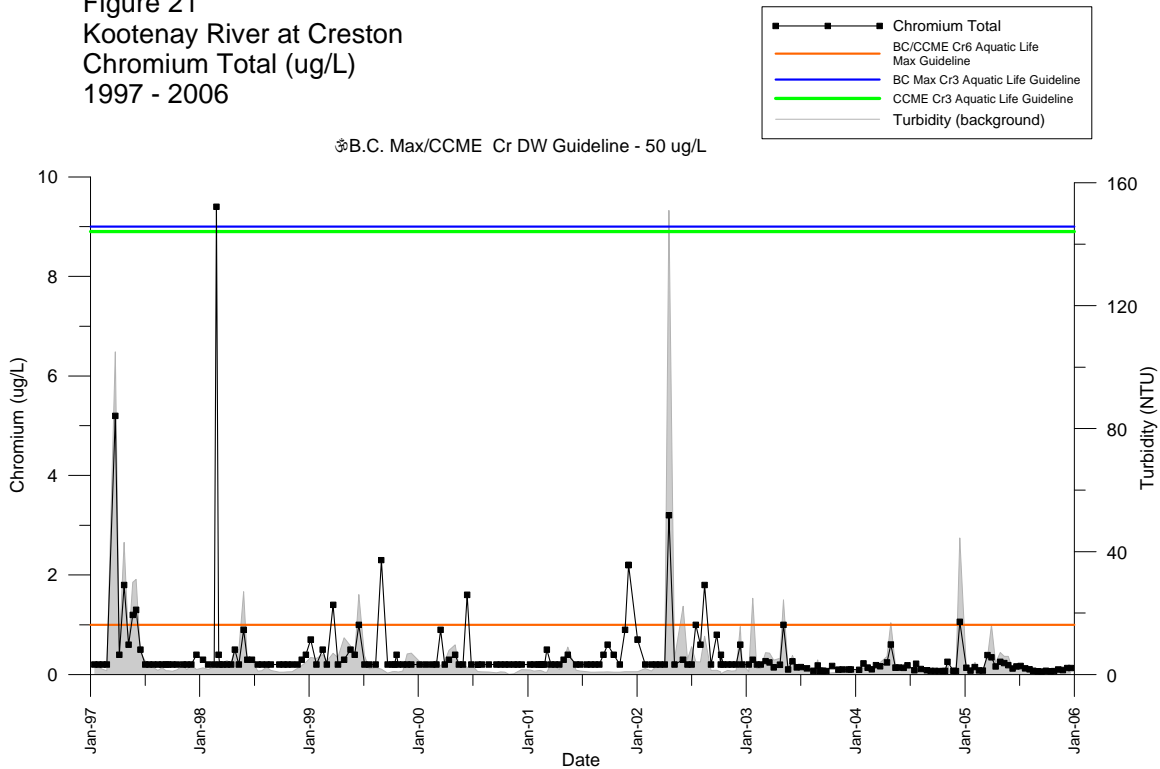 Figure 21
Kootenay River at Creston
Chromium Total (ug/L)
1997 - 2006
Chromium Total
BC/CCME Cr6 Aquatic Life
Max Guideline
BC Max Cr3 Aquatic Life Guideline
CCME Cr3 Aquatic Life Guideline
Turbidity (background)
ॐB.C. Max/CCME Cr DW Guideline - 50 ug/L
10
8
6
4
2
0
Chromium (ug/L)
160
120
80
40
0
Turbidity (NTU)
Jan-97
Jan-98
Jan-99
Jan-00
Jan-01
Jan-02
Jan-03
Jan-04
Jan-05
Jan-06
Date